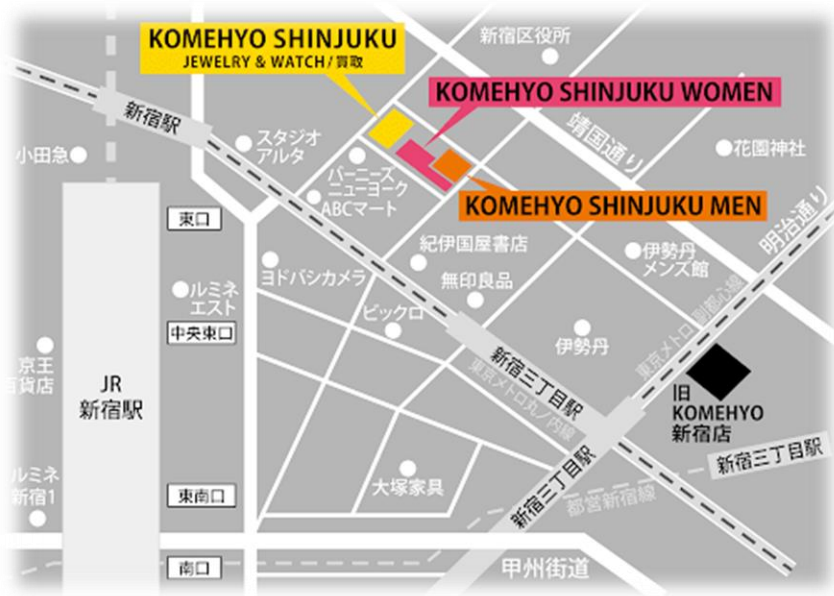 KOMEHYO SHINJUKU
JEWELRY & WATCH / 買取
新宿区役所
KOMEHYO SHINJUKU WOMEN
新宿駅
スタジオ
アルタ
靖国通り
花園神社
小田急
バーニーズ
ニューヨーク
ABCマート
KOMEHYO SHINJUKU MEN
東口
紀伊国屋書店
伊勢丹
メンズ館
明治通り
ヨドバシカメラ
無印良品
ルミネ
エスト
ビックロ
中央東口
伊勢丹
東京メトロ 副都心線
京王
百貨店
JR
新宿駅
新宿三丁目駅
東京メトロ丸ノ内線
旧
KOMEHYO
新宿店
新宿三丁目駅
大塚家具
ルミネ
新宿1
東南口
新宿三丁目駅
都営新宿線
南口
甲州街道